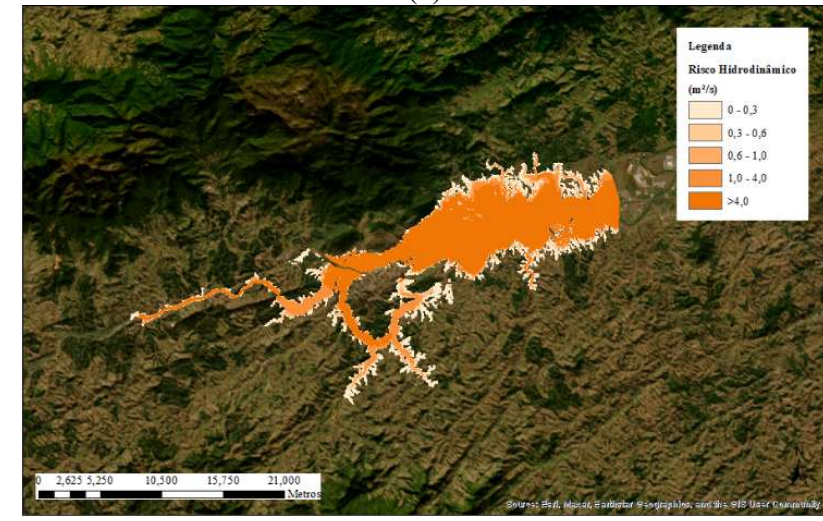 Legenda
Risco Hidrodinâmico
(m²/s)
0 - 0,3
0,3 - 0,6
0,6 - 1,0
1,0 - 4,0
>4,0
0 2,625 5,250 10,500 15,750 21,000
Metros
Source: Esri, Maxar, Earthstar Geographics, and the GIS User Community